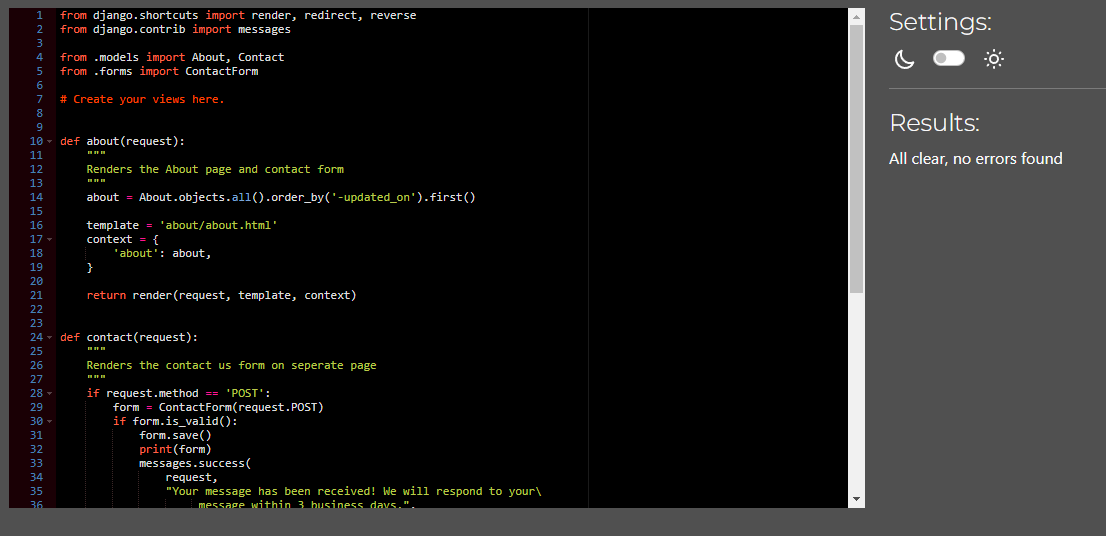 1 from django.shortcuts import render, redirect, reverse
2 from django.contrib import messages
3
4 from .models import About, Contact
5 from .forms import ContactForm
6
7 # Create your views here.
8
9
10 def about(request):
11     """
12     Renders the About page and contact form
13     """
14     about = About.objects.all().order_by('-updated_on').first()
15
16     template = 'about/about.html'
17     context = {
18         'about': about,
19     }
20
21     return render(request, template, context)
22
23
24 def contact(request):
25     """
26     Renders the contact us form on seperate page
27     """
28     if request.method == 'POST':
29         form = ContactForm(request.POST)
30         if form.is_valid():
31             form.save()
32             print(form)
33             messages.success(
34                 request,
35                 "Your message has been received! We will respond to your\
36                      message within 3 business days.",
Settings:
Results:
All clear, no errors found